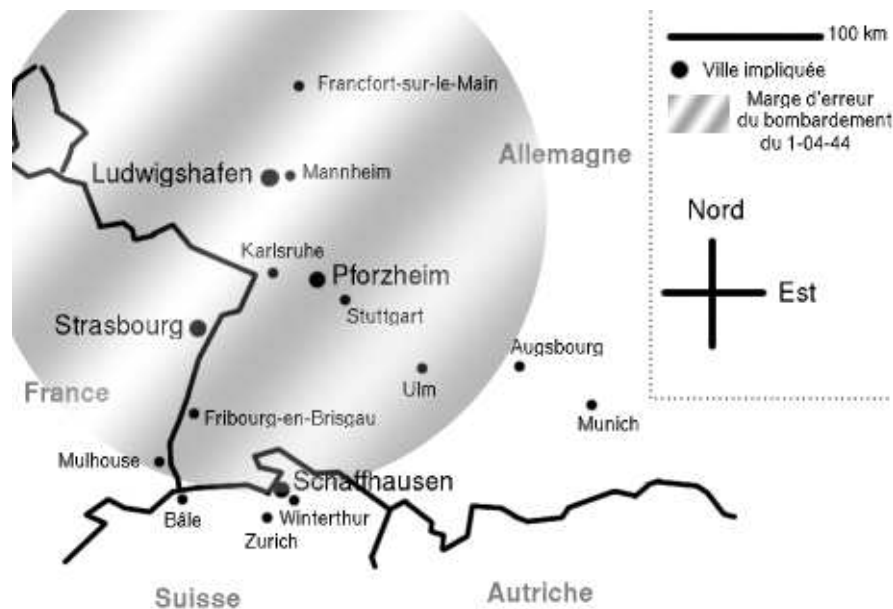 100 km
Ville impliquée
Marge d'erreur
du bombardement
du 1-04-44
Nord
Est
Francfort-sur-le-Main
Allemagne
Ludwigshafen
Mannheim
Karlsruhe
Pforzheim
Stuttgart
Strasbourg
Augsbourg
Ulm
France
Munich
Fribourg-en-Brisgau
Mulhouse
Schaffhausen
Bâle
Winterthur
Zurich
Suisse
Autriche